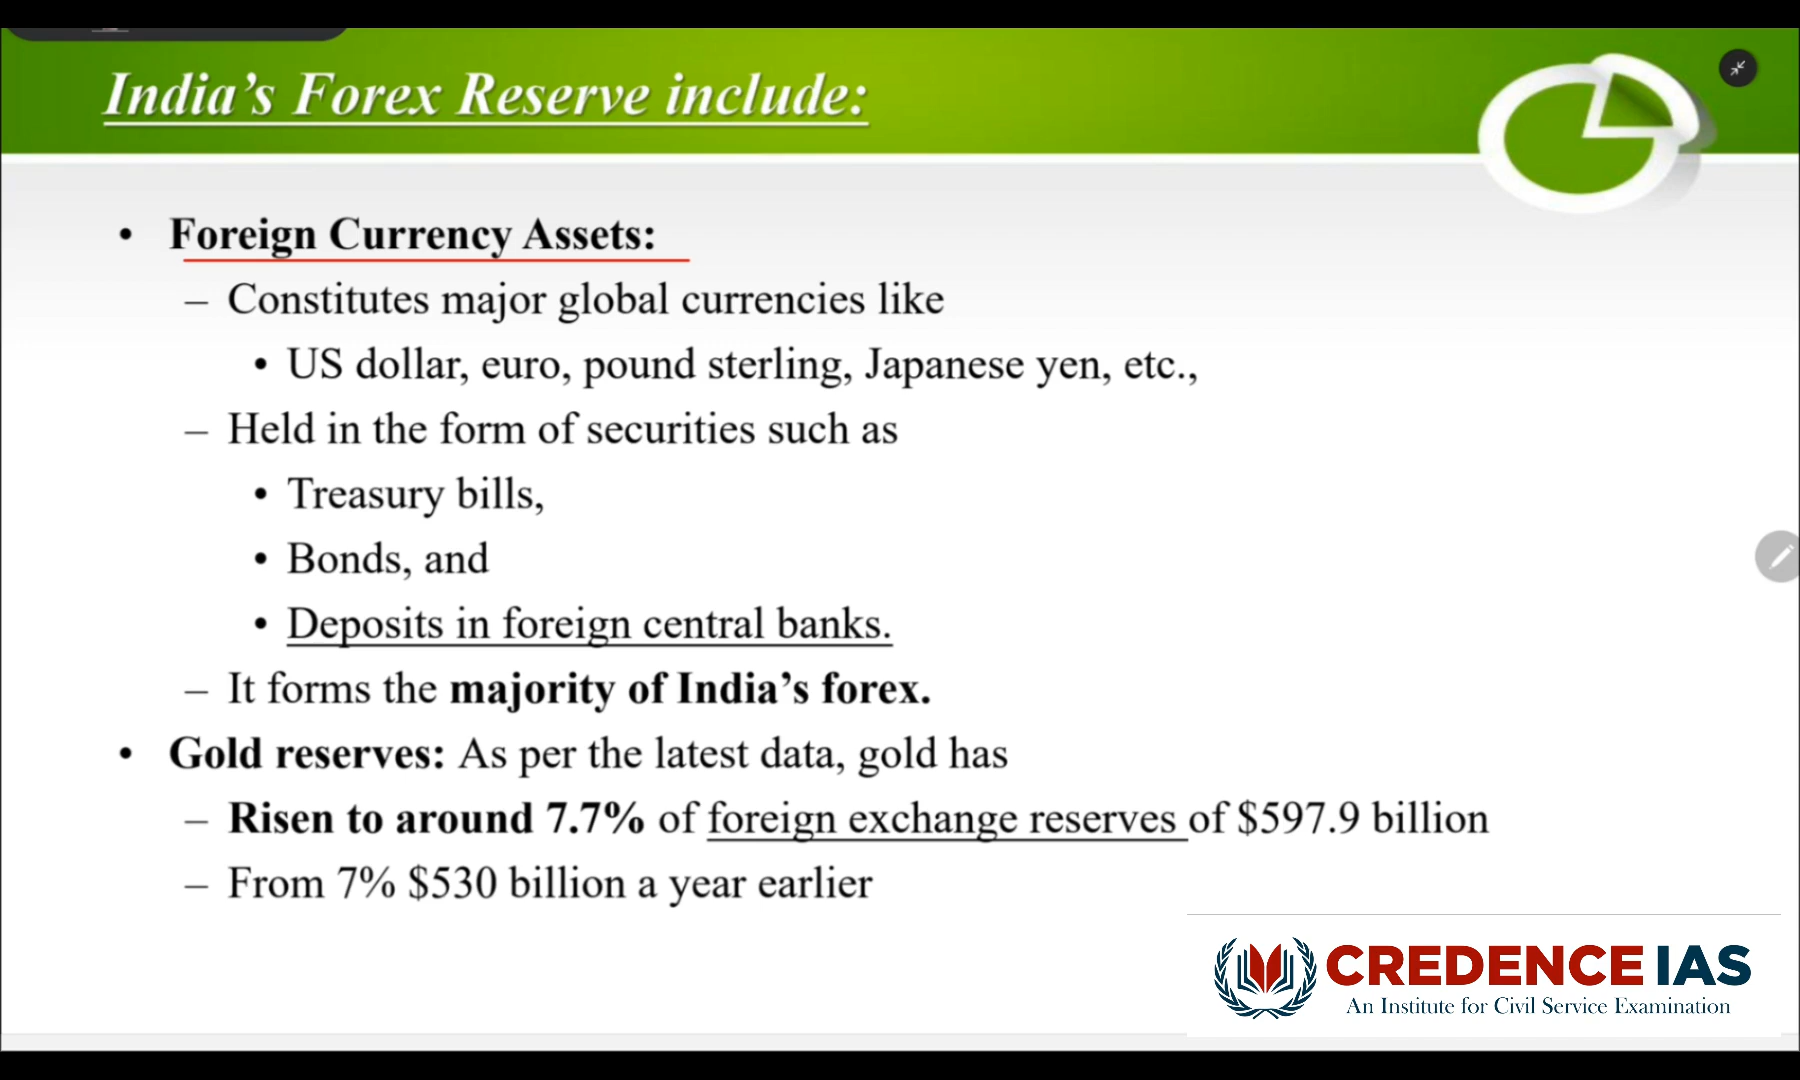 India’s Forex Reserve include:
• Foreign Currency Assets:
– Constitutes major global currencies like
• US dollar, euro, pound sterling, Japanese yen, etc.,
– Held in the form of securities such as
• Treasury bills,
• Bonds, and
• Deposits in foreign central banks.
– It forms the majority of India’s forex.
• Gold reserves: As per the latest data, gold has
– Risen to around 7.7% of foreign exchange reserves of $597.9 billion
– From 7% $530 billion a year earlier
CREDENCE IAS
An Institute for Civil Service Examination